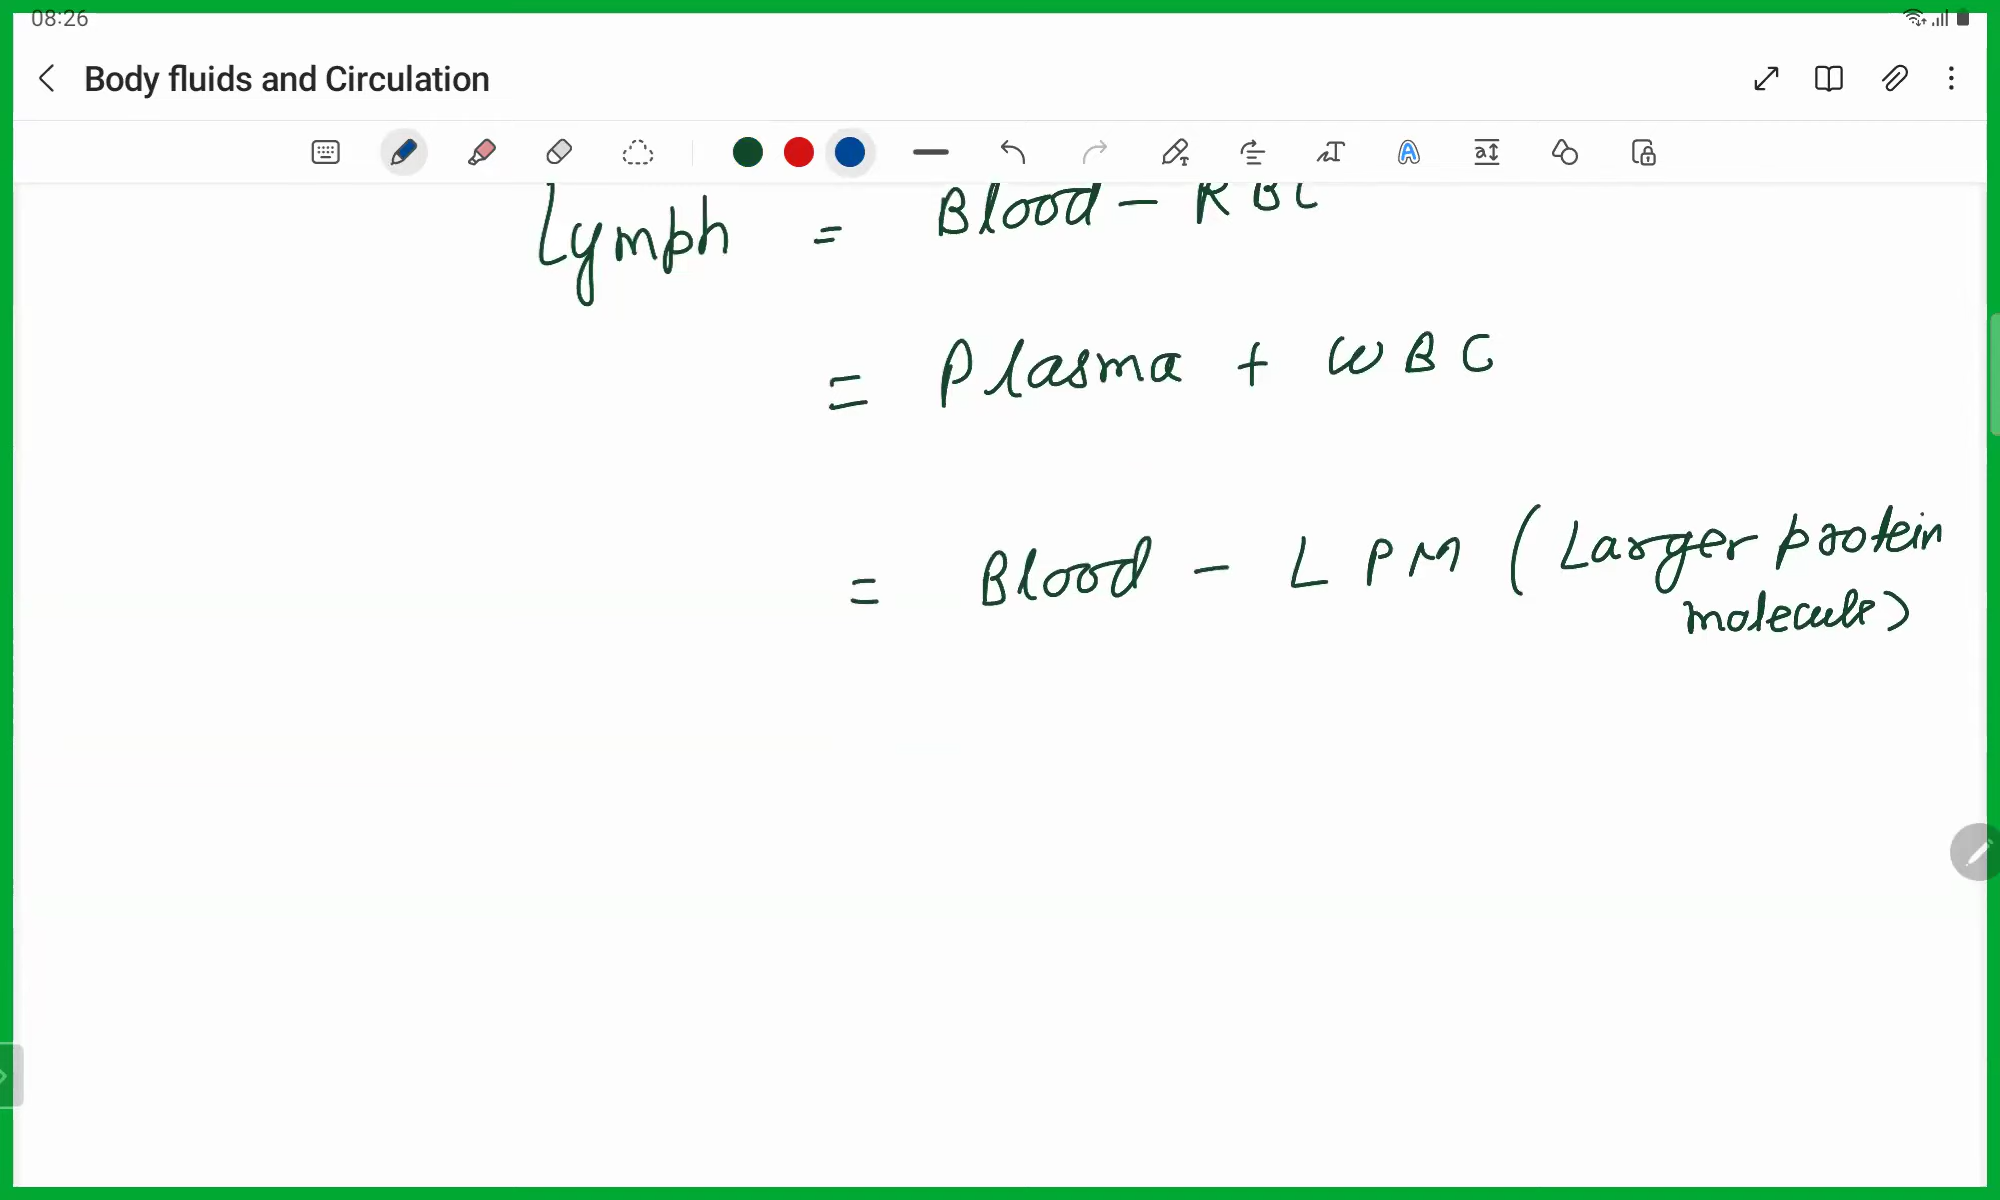 08:26
Body fluids and Circulation
Lymph = Blood - RBC
= Plasma + WBC
= Blood - LPM (Larger protein
molecule)